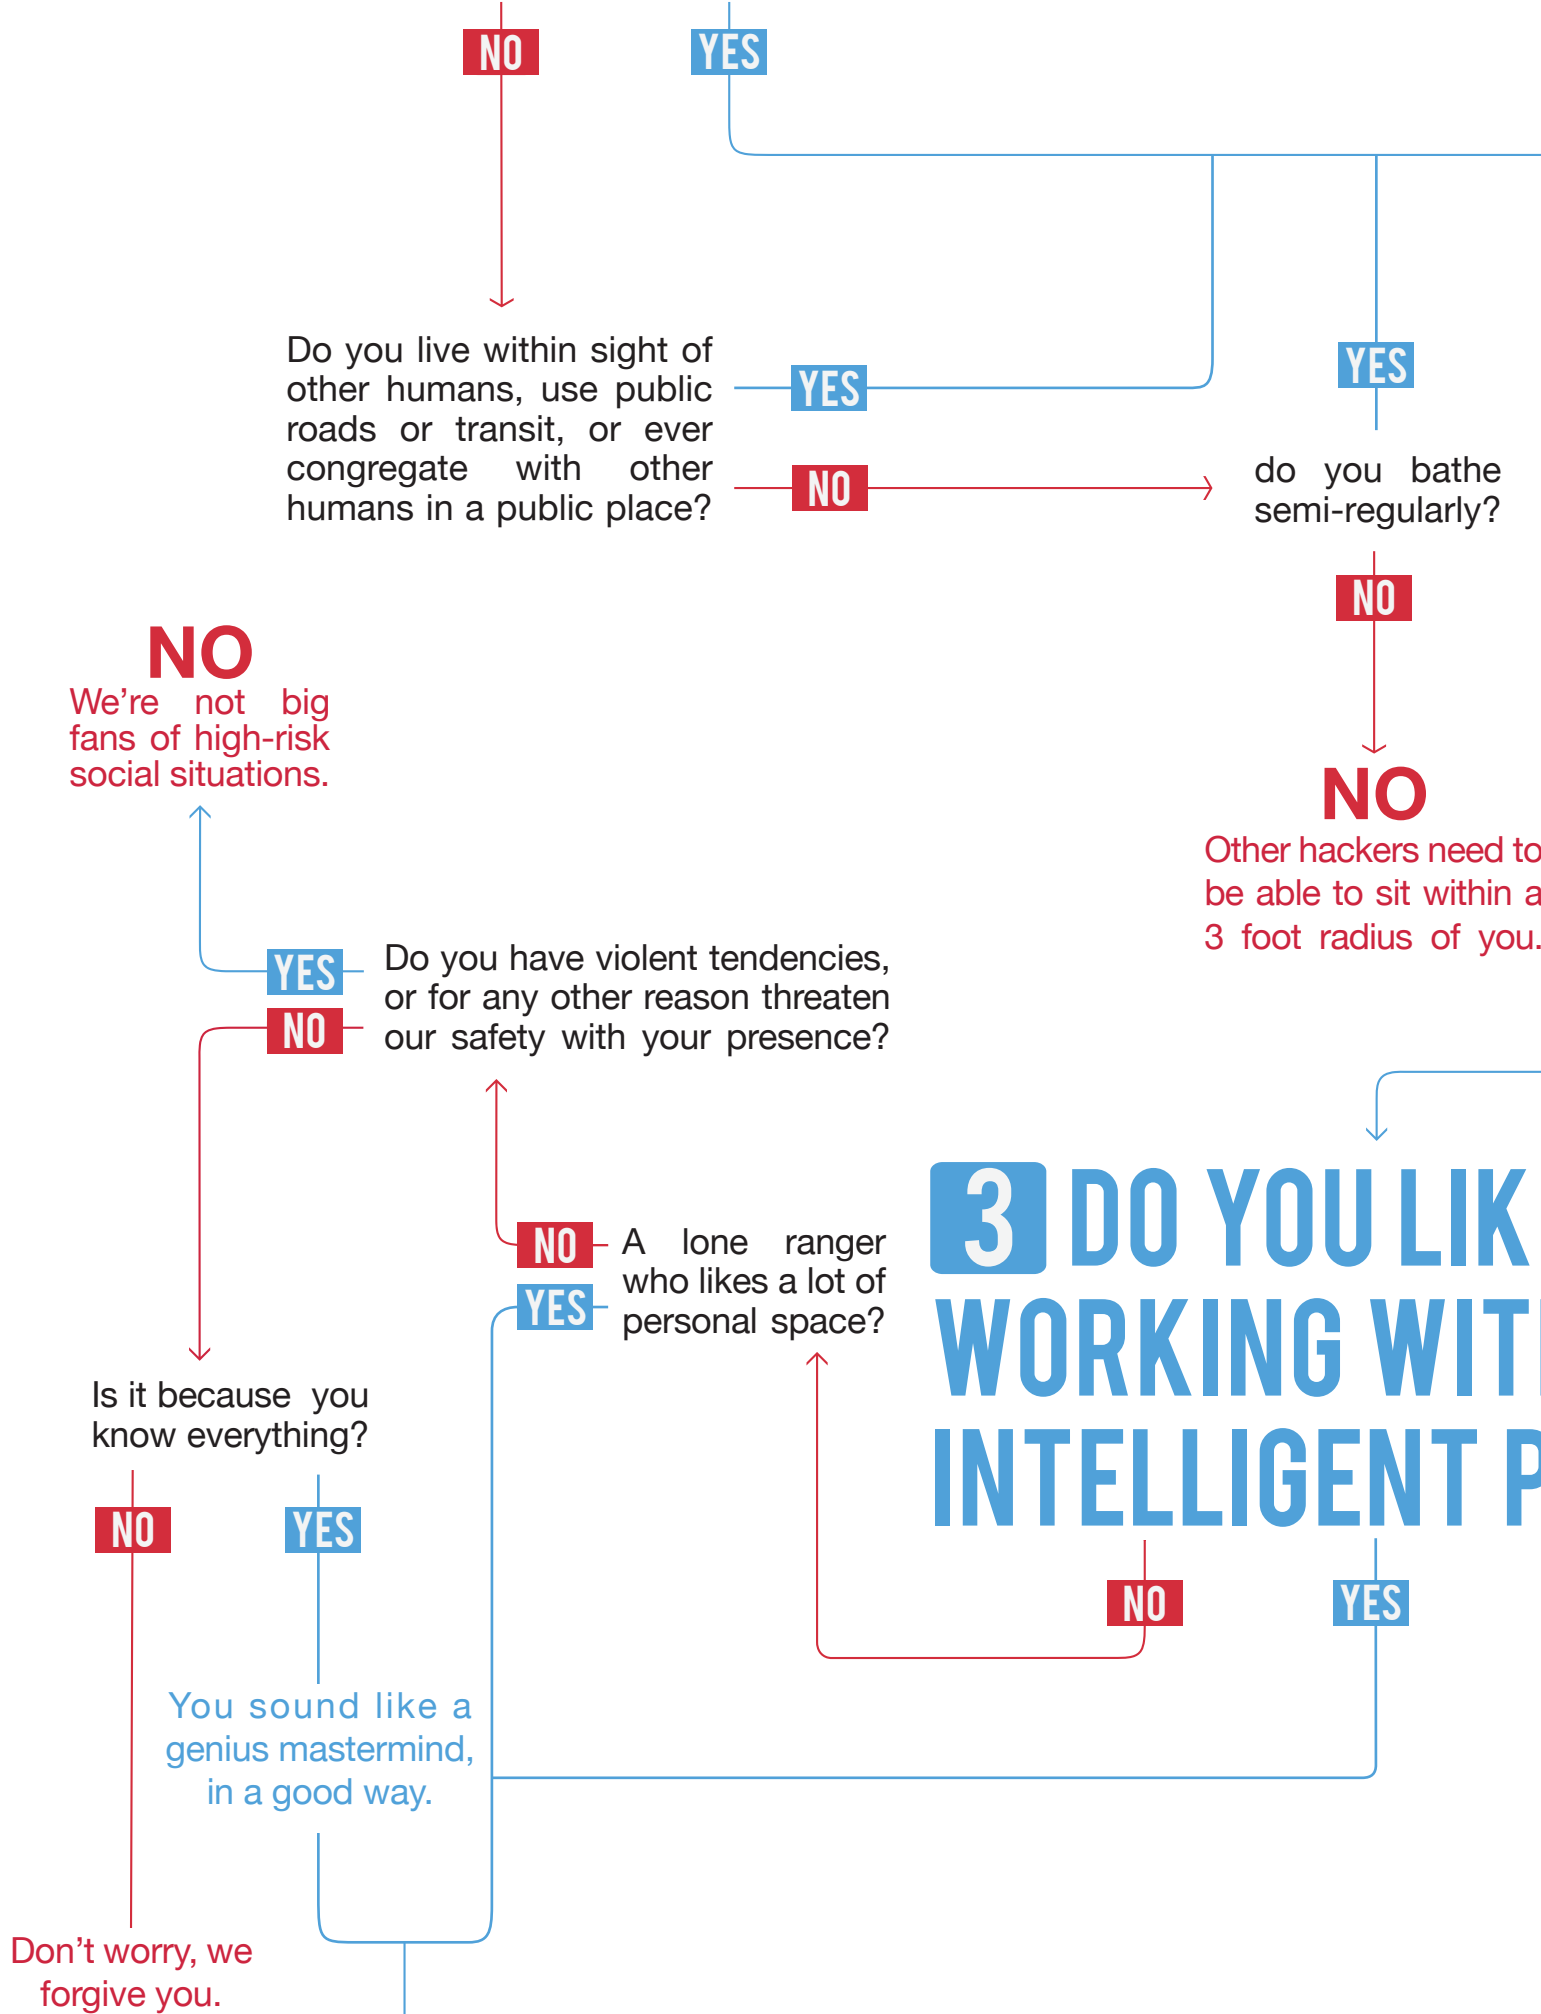 NO
YES
Do you live within sight of
other humans, use public
roads or transit, or ever
congregate with other
humans in a public place?
YES
NO
YES
do you bathe
semi-regularly?
NO
NO
We're not big
fans of high-risk
social situations.
NO
Other hackers need to
be able to sit within a
3 foot radius of you.
YES
NO
Do you have violent tendencies,
or for any other reason threaten
our safety with your presence?
NO
YES
A lone ranger
who likes a lot of
personal space?
3 DO YOU LIK
WORKING WIT
INTELLIGENT P
Is it because you
know everything?
NO
YES
NO
YES
You sound like a
genius mastermind,
in a good way.
Don't worry, we
forgive you.